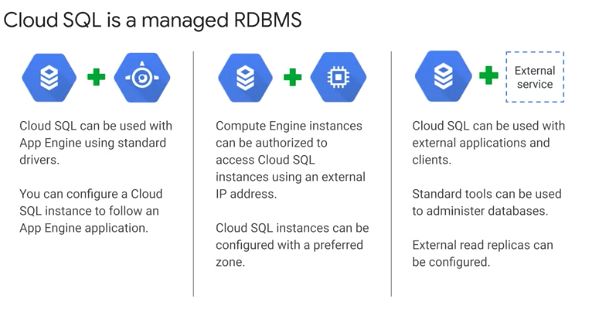 Cloud SQL is a managed RDBMS
External
service
Cloud SQL can be used with
App Engine using standard
drivers.
You can configure a Cloud
SQL instance to follow an
App Engine application.
Compute Engine instances
can be authorized to
access Cloud SQL
instances using an external
IP address.
Cloud SQL instances can be
configured with a preferred
zone.
Cloud SQL can be used with
external applications and
clients.
Standard tools can be used
to administer databases.
External read replicas can
be configured.